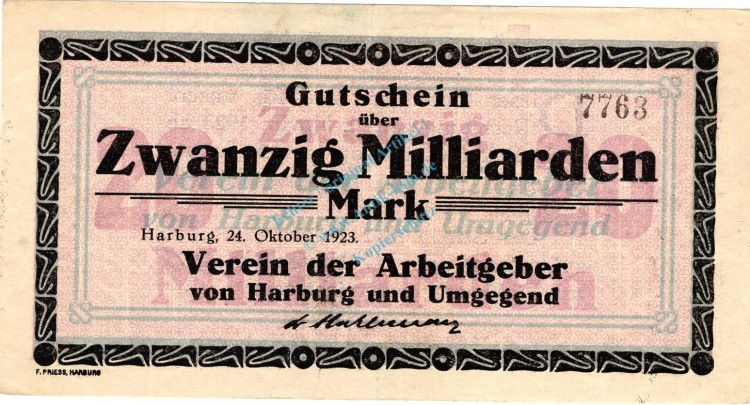 Gutschein
7763
über
Zwanzig Milliarden
Mark
Harburg, 24. Oktober 1923.
Verein der Arbeitgeber
von Harburg und Umgegend
F. PRIESS, HARBURG